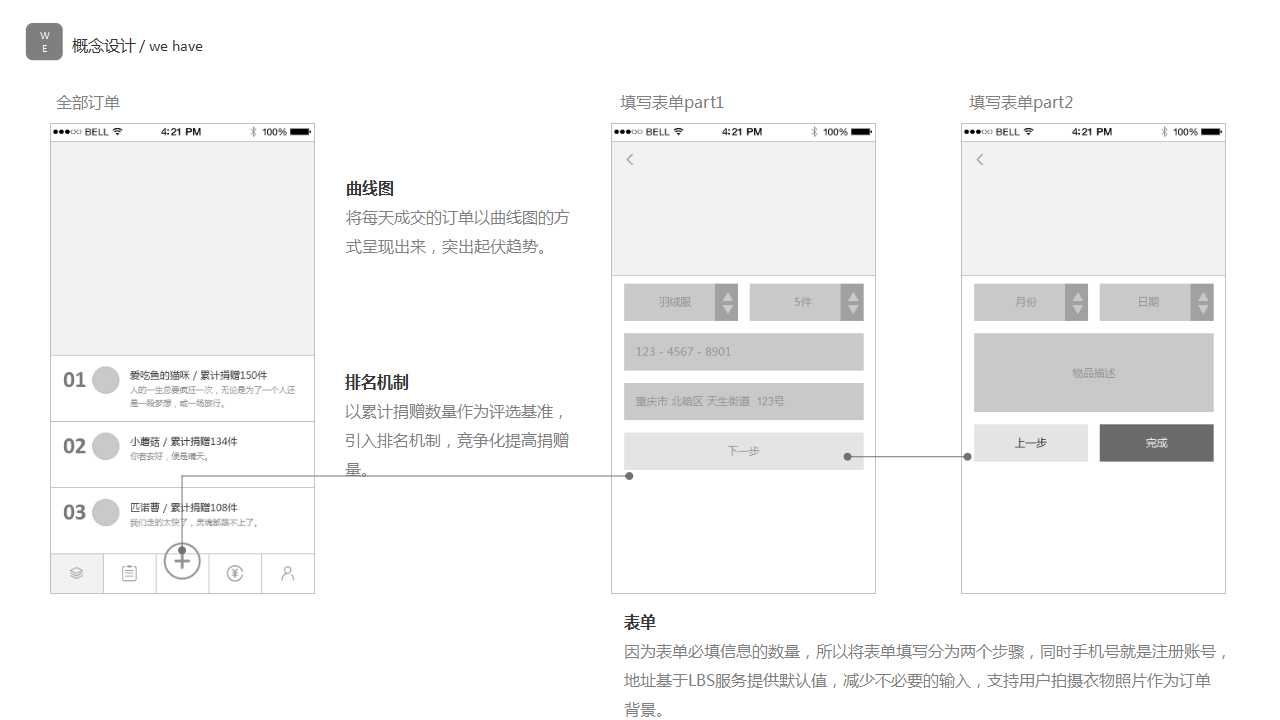 W
E
概念设计 / we have
全部订单
BELL 4:21 PM 100%
曲线图
将每天成交的订单以曲线图的方
式呈现出来，突出起伏趋势。
01
爱吃鱼的猫咪 / 累计捐赠150件
人的一生总要疯狂一次，无论是为了一个人还
是一段梦想，或一场旅行。
02
小蘑菇 / 累计捐赠134件
你若安好，便是晴天。
03
匹诺曹 / 累计捐赠108件
我们走的太快了，灵魂都跟不上了。
排名机制
以累计捐赠数量作为评选基准，
引入排名机制，竞争化提高捐赠
量。
填写表单part1
BELL 4:21 PM 100%
羽绒服
5件
123 - 4567 - 8901
重庆市 北碚区 天生街道 123号
下一步
填写表单part2
BELL 4:21 PM 100%
月份
日期
物品描述
上一步
完成
表单
因为表单必填信息的数量，所以将表单填写分为两个步骤，同时手机号就是注册账号，
地址基于LBS服务提供默认值，减少不必要的输入，支持用户拍摄衣物照片作为订单
背景。